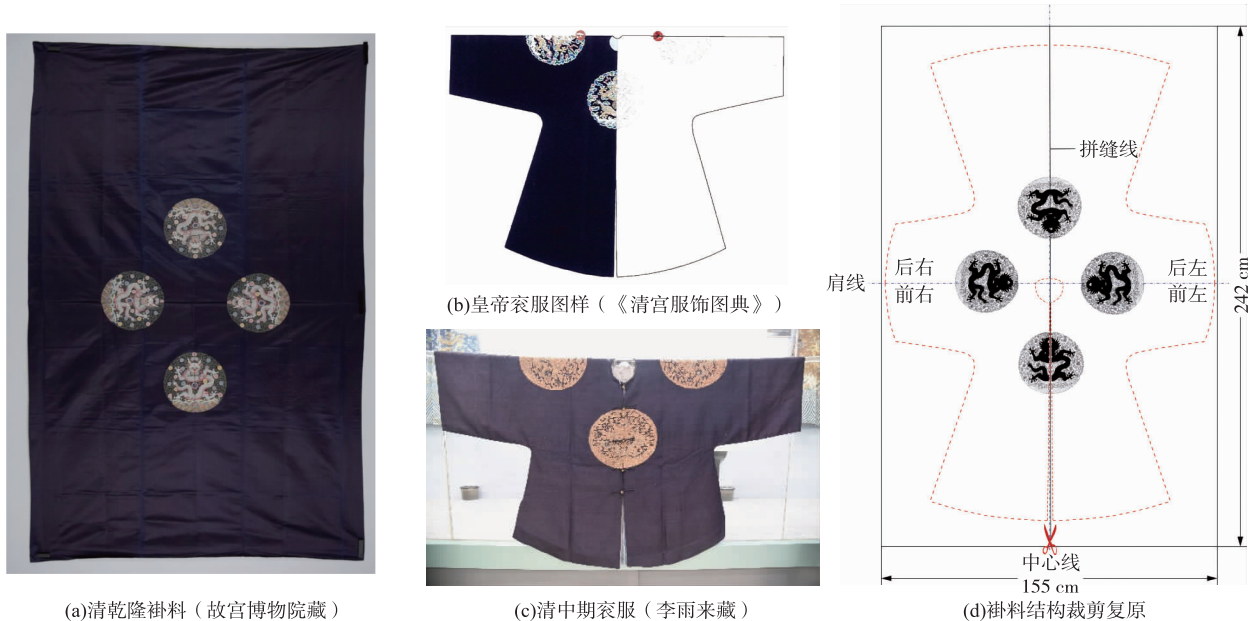 拼缝线
肩线
后右
前右
后左
前左
242 cm
中心线
155 cm
(a)清乾隆褂料（故宫博物院藏）
(b)皇帝衮服图样（《清宫服饰图典》）
(c)清中期衮服（李雨来藏）
(d)褂料结构裁剪复原